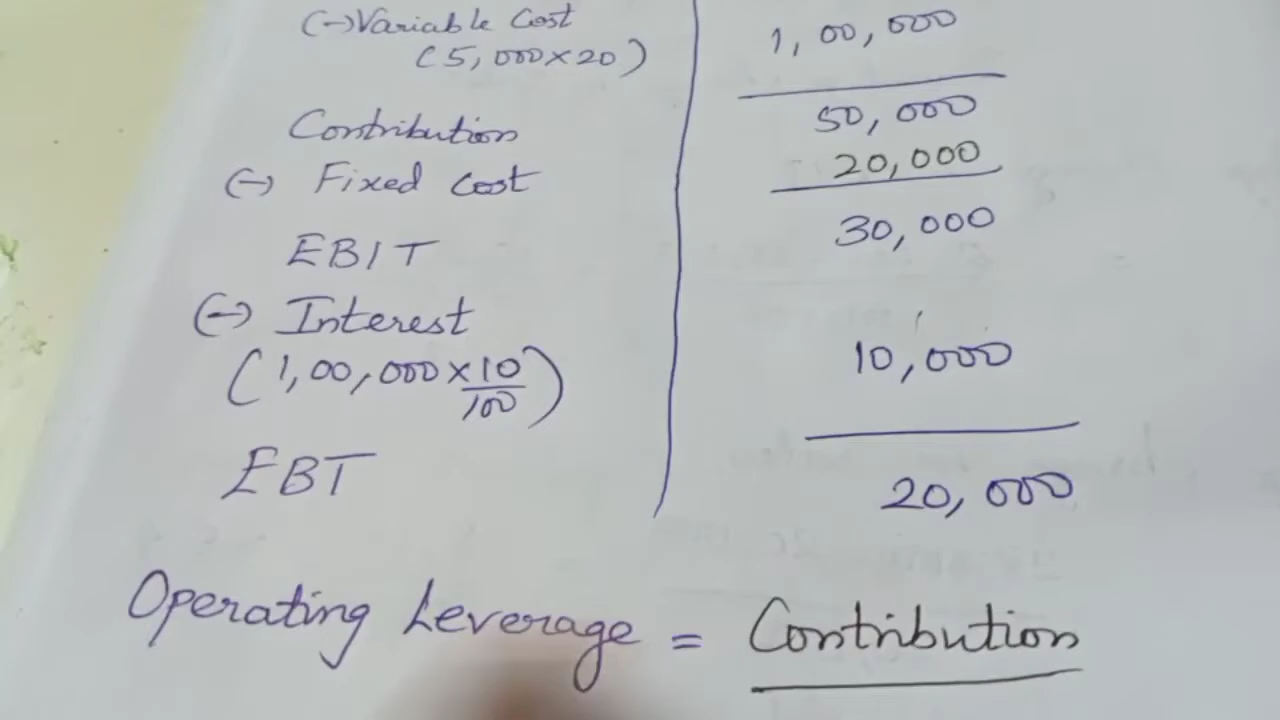 (-) Variable Cost 1,00,000
(5,000×20)
Contribution 50,000
(-) Fixed Cost 20,000
EBIT 30,000
(-) Interest
(1,00,000 × 10/100) 10,000
EBT 20,000
Operating Leverage = Contribution